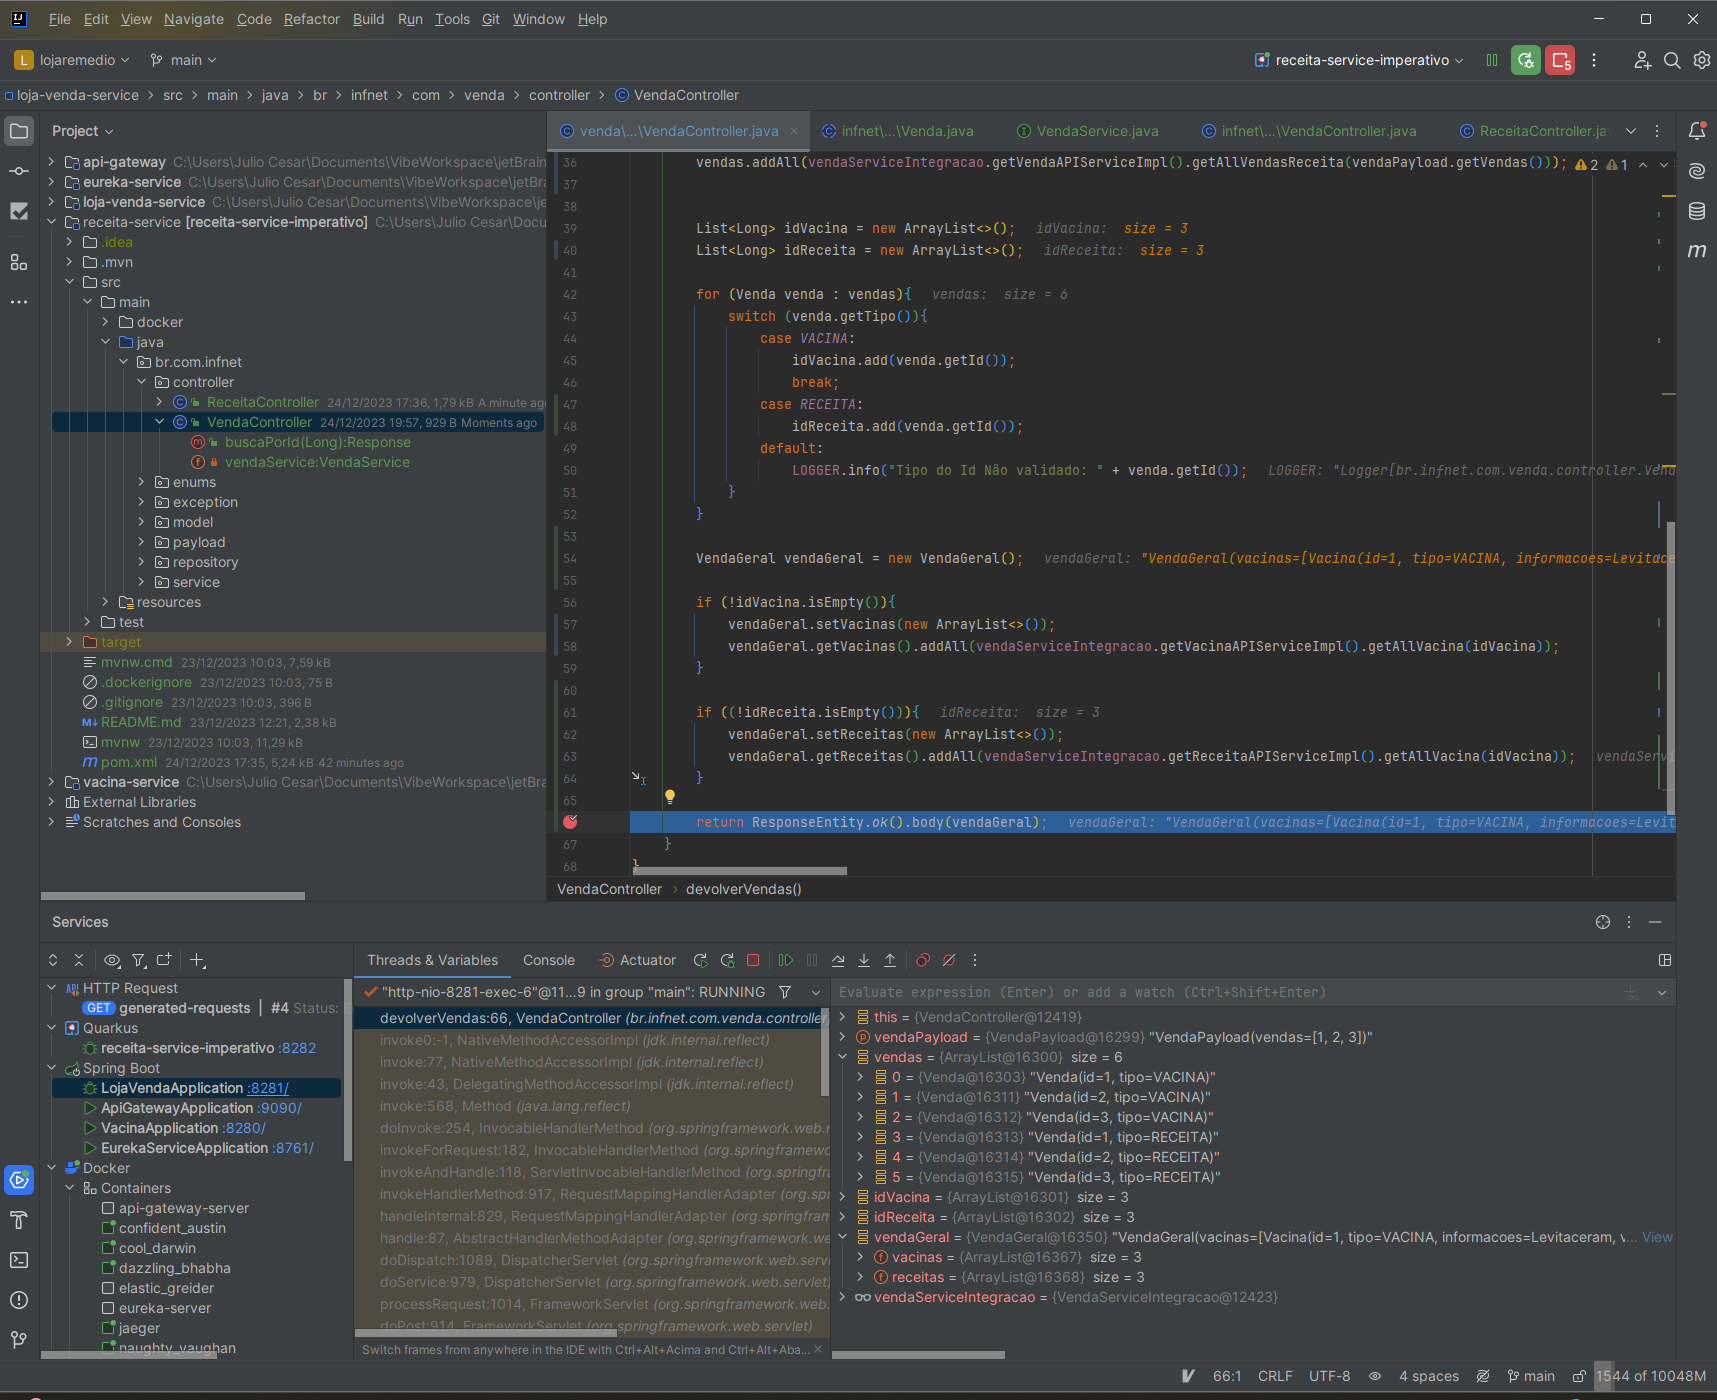 File Edit View Navigate Code Refactor Build Run Tools Git Window Help
L lojaremedio main receita-service-imperativo 5
loja-venda-service > src > main > java > br > infnet > com > venda > controller > VendaController
Project
api-gateway C:\Users\Julio Cesar\Documents\VibeWorkspace\jetBrain
eureka-service C:\Users\Julio Cesar\Documents\VibeWorkspace\jetBra
loja-venda-service C:\Users\Julio Cesar\Documents\VibeWorkspace\je
receita-service [receita-service-imperativo] C:\Users\Julio Cesar\Docum
.idea
.mvn
src
main
docker
java
br.com.infnet
controller
ReceitaController 24/12/2023 17:36, 1,79 kB A minute ago
VendaController 24/12/2023 19:57, 929 B Moments ago
buscaPorId(Long):Response
vendaService:VendaService
enums
exception
model
payload
repository
service
resources
test
target
mvnw.cmd 23/12/2023 10:03, 7,59 kB
.dockerignore 23/12/2023 10:03, 75 B
.gitignore 23/12/2023 10:03, 396 B
README.md 23/12/2023 12:21, 2,38 kB
mvnw 23/12/2023 10:03, 11,29 kB
pom.xml 24/12/2023 17:35, 5,24 kB 42 minutes ago
vacina-service C:\Users\Julio Cesar\Documents\VibeWorkspace\jetBra
External Libraries
Scratches and Consoles
venda\...\VendaController.java infnet\...\Venda.java VendaService.java infnet\...\VendaController.java ReceitaController.ja
36 vendas.addAll(vendaServiceIntegracao.getVendaAPIServiceImpl().getAllVendasReceita(vendaPayload.getVendas())); 2 1
37
38
39 List<Long> idVacina = new ArrayList<>(); idVacina: size = 3
40 List<Long> idReceita = new ArrayList<>(); idReceita: size = 3
41
42 for (Venda venda : vendas){ vendas: size = 6
43 switch (venda.getTipo()){
44 case VACINA:
45 idVacina.add(venda.getId());
46 break;
47 case RECEITA:
48 idReceita.add(venda.getId());
49 default:
50 LOGGER.info("Tipo do Id Não validado: " + venda.getId()); LOGGER: "Logger[br.infnet.com.venda.controller.Vend
51 }
52 }
53
54 VendaGeral vendaGeral = new VendaGeral(); vendaGeral: "VendaGeral(vacinas=[Vacina(id=1, tipo=VACINA, informacoes=Levitace
55
56 if (!idVacina.isEmpty()){
57 vendaGeral.setVacinas(new ArrayList<>());
58 vendaGeral.getVacinas().addAll(vendaServiceIntegracao.getVacinaAPIServiceImpl().getAllVacina(idVacina));
59 }
60
61 if ((!idReceita.isEmpty())){ idReceita: size = 3
62 vendaGeral.setReceitas(new ArrayList<>());
63 vendaGeral.getReceitas().addAll(vendaServiceIntegracao.getReceitaAPIServiceImpl().getAllVacina(idVacina)); vendaServi
64 }
65
return ResponseEntity.ok().body(vendaGeral); vendaGeral: "VendaGeral(vacinas=[Vacina(id=1, tipo=VACINA, informacoes=Levit
67 }
68 }
VendaController > devolverVendas()
Services
HTTP Request
GET generated-requests | #4 Status: E
Quarkus
receita-service-imperativo :8282
Spring Boot
LojaVendaApplication :8281/
ApiGatewayApplication :9090/
VacinaApplication :8280/
EurekaServiceApplication :8761/
Docker
Containers
api-gateway-server
confident_austin
cool_darwin
dazzling_bhabha
elastic_greider
eureka-server
jaeger
naughty_vaughan
Threads & Variables Console Actuator
"http-nio-8281-exec-6"@11...9 in group "main": RUNNING
devolverVendas:66, VendaController (br.infnet.com.venda.controller)
invoke0:-1, NativeMethodAccessorImpl (jdk.internal.reflect)
invoke:77, NativeMethodAccessorImpl (jdk.internal.reflect)
invoke:43, DelegatingMethodAccessorImpl (jdk.internal.reflect)
invoke:568, Method (java.lang.reflect)
doInvoke:254, InvocableHandlerMethod (org.springframework.web.r
invokeForRequest:182, InvocableHandlerMethod (org.springframew
invokeAndHandle:118, ServletInvocableHandlerMethod (org.springfra
invokeHandlerMethod:917, RequestMappingHandlerAdapter (org.spri
handleInternal:829, RequestMappingHandlerAdapter (org.springfram
handle:87, AbstractHandlerMethodAdapter (org.springframework.we
doDispatch:1089, DispatcherServlet (org.springframework.web.servl
doService:979, DispatcherServlet (org.springframework.web.servlet)
processRequest:1014, FrameworkServlet (org.springframework.web.
doPost:914, FrameworkServlet (org.springframework.web.servlet)
Switch frames from anywhere in the IDE with Ctrl+Alt+Acima and Ctrl+Alt+Aba...
Evaluate expression (Enter) or add a watch (Ctrl+Shift+Enter)
this = {VendaController@12419}
vendaPayload = {VendaPayload@16299} "VendaPayload(vendas=[1, 2, 3])"
vendas = {ArrayList@16300} size = 6
0 = {Venda@16303} "Venda(id=1, tipo=VACINA)"
1 = {Venda@16311} "Venda(id=2, tipo=VACINA)"
2 = {Venda@16312} "Venda(id=3, tipo=VACINA)"
3 = {Venda@16313} "Venda(id=1, tipo=RECEITA)"
4 = {Venda@16314} "Venda(id=2, tipo=RECEITA)"
5 = {Venda@16315} "Venda(id=3, tipo=RECEITA)"
idVacina = {ArrayList@16301} size = 3
idReceita = {ArrayList@16302} size = 3
vendaGeral = {VendaGeral@16350} "VendaGeral(vacinas=[Vacina(id=1, tipo=VACINA, informacoes=Levitaceram, v... View
vacinas = {ArrayList@16367} size = 3
receitas = {ArrayList@16368} size = 3
vendaServiceIntegracao = {VendaServiceIntegracao@12423}
66:1 CRLF UTF-8 4 spaces main 1544 of 10048M